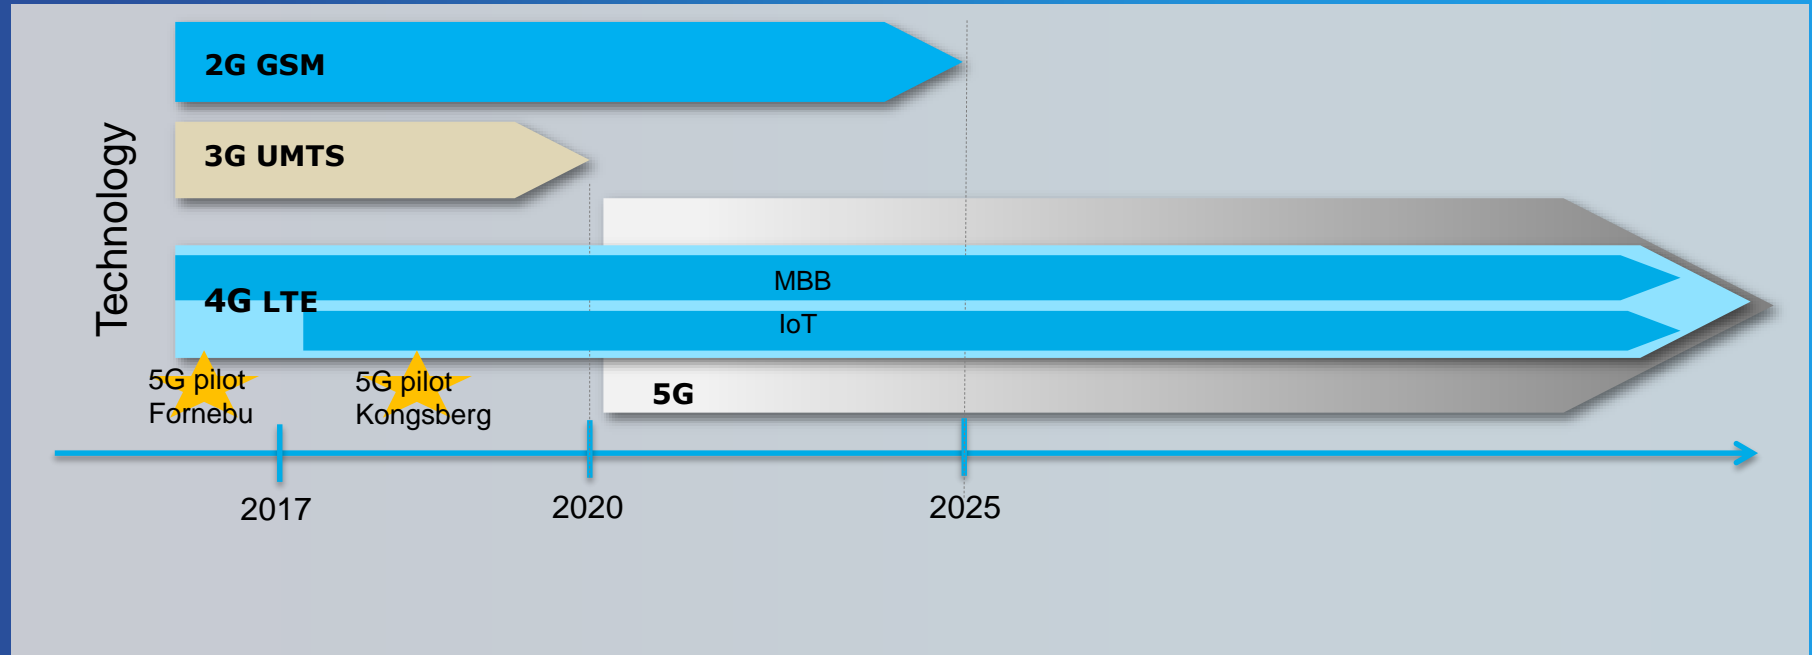 Technology
2G GSM
3G UMTS
4G LTE
MBB
IoT
5G
5G pilot
Fornebu
5G pilot
Kongsberg
2017
2020
2025